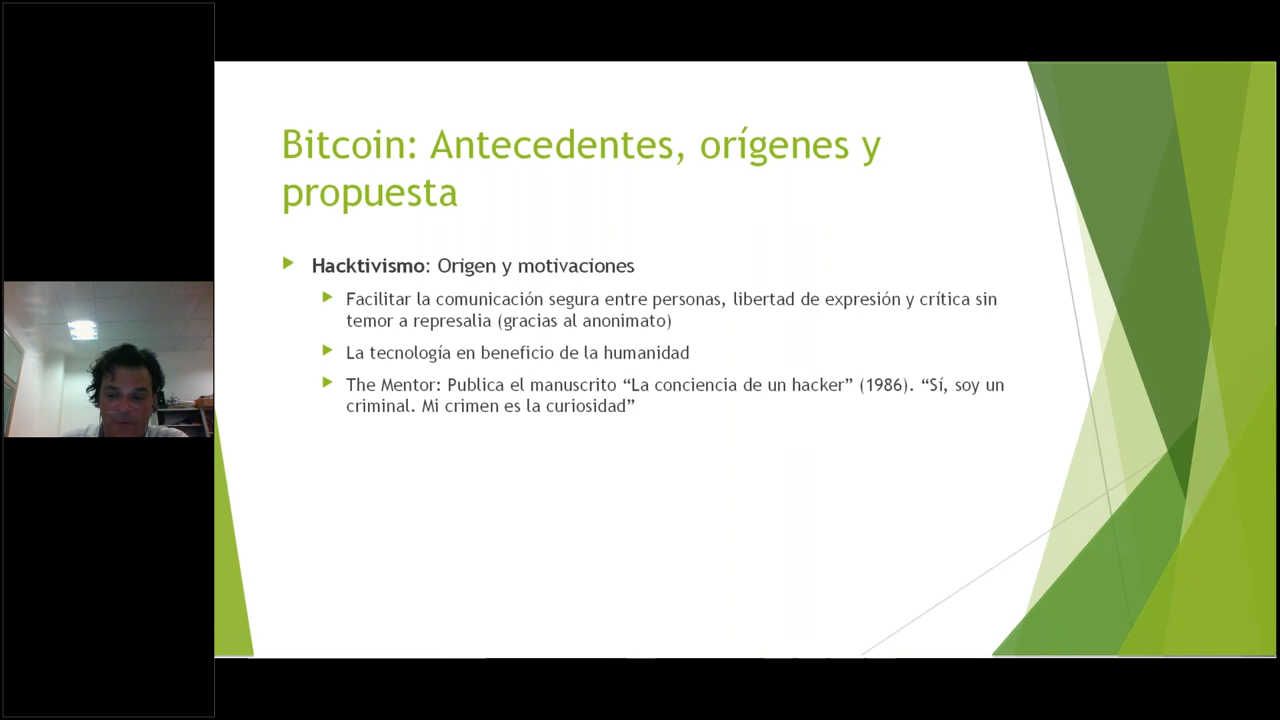 Bitcoin: Antecedentes, orígenes y
propuesta
Hacktivismo: Origen y motivaciones
Facilitar la comunicación segura entre personas, libertad de expresión y crítica sin
temor a represalia (gracias al anonimato)
La tecnología en beneficio de la humanidad
The Mentor: Publica el manuscrito “La conciencia de un hacker” (1986). “Sí, soy un
criminal. Mi crimen es la curiosidad”